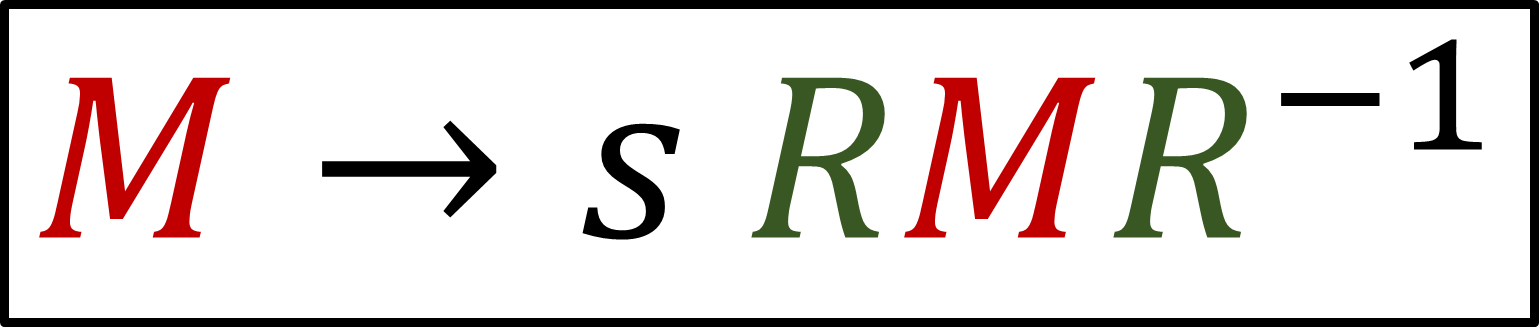 M → s RMR⁻¹